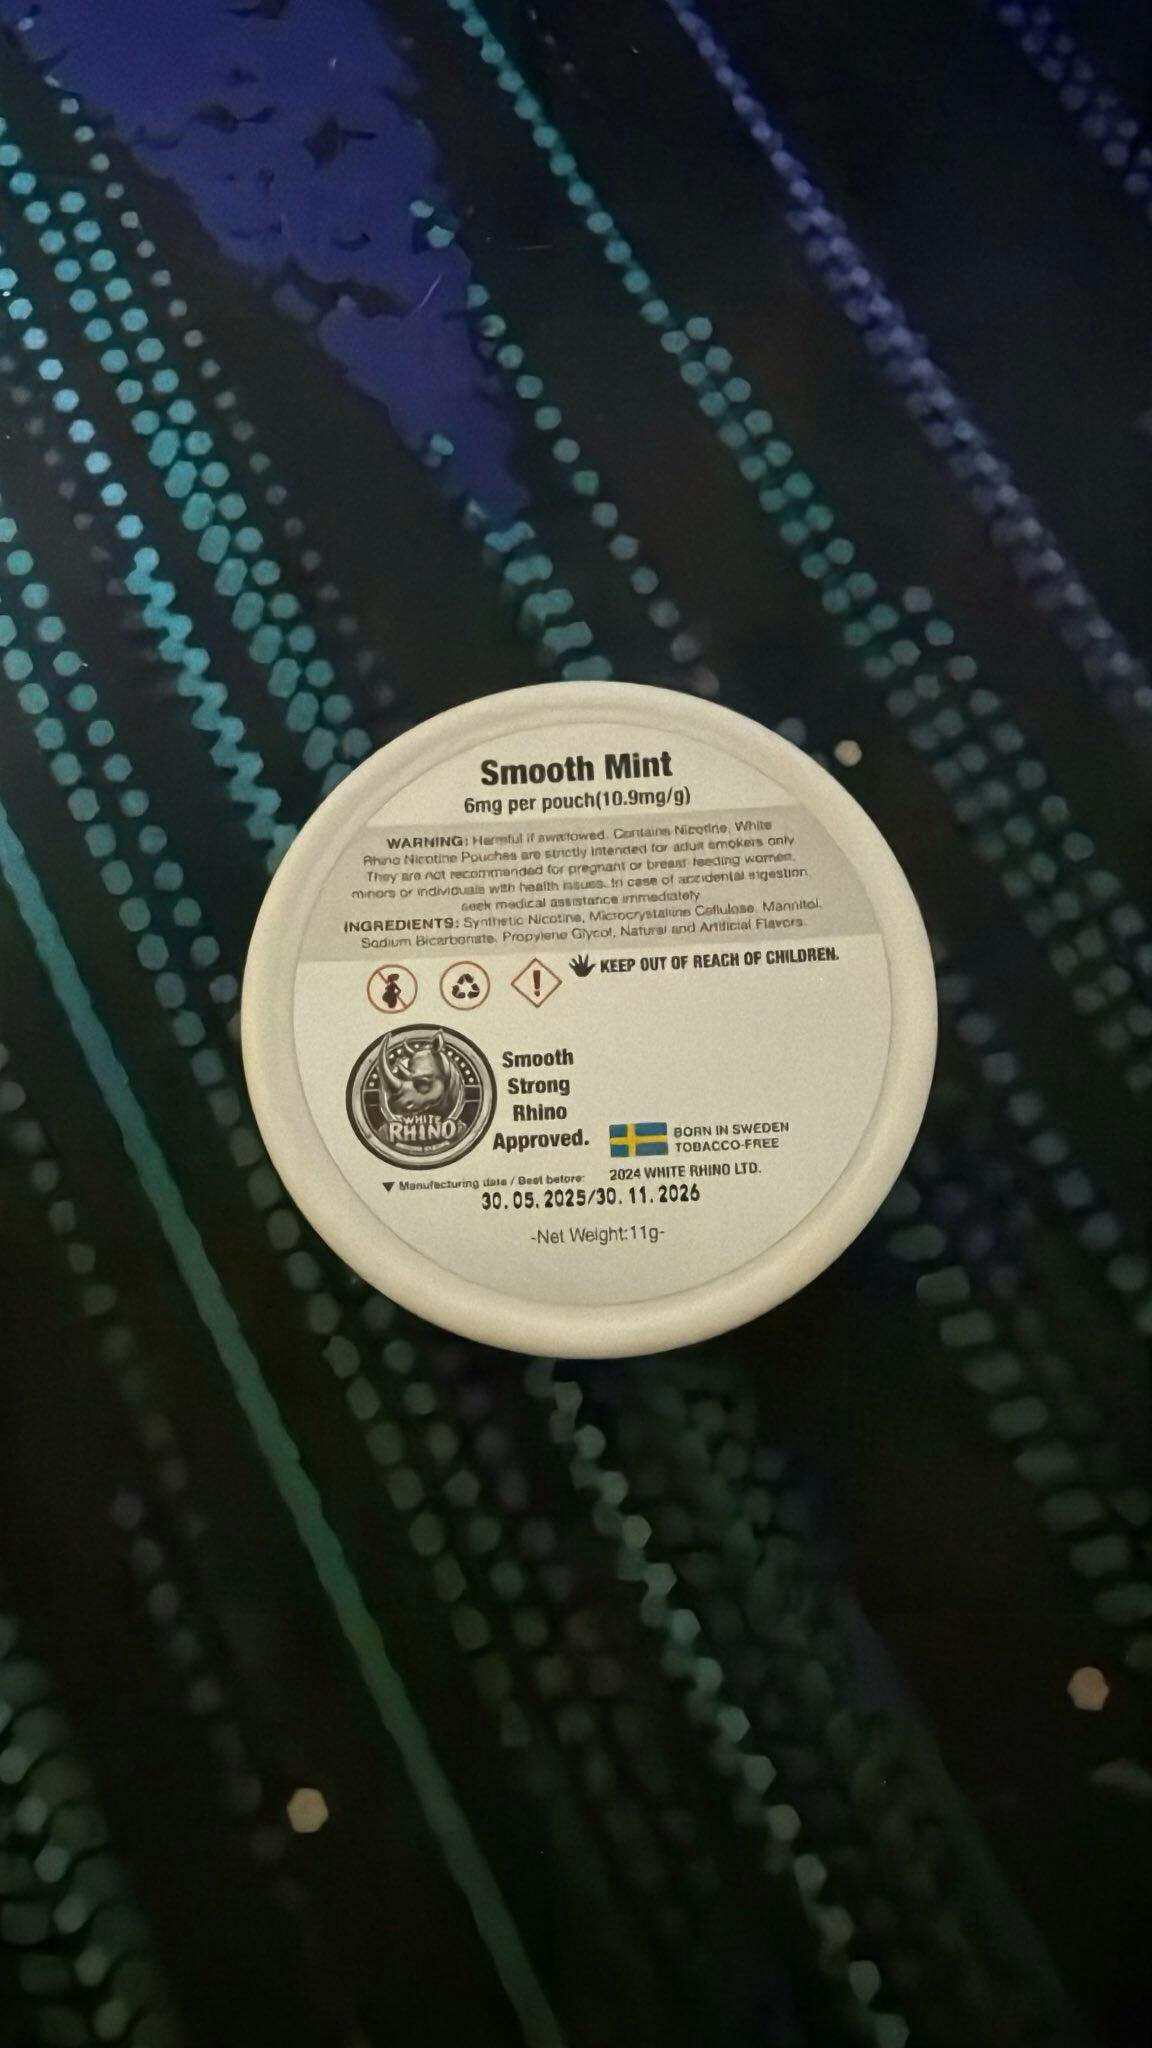 Smooth Mint
6mg per pouch(10.9mg/g)
WARNING: Harmful if swallowed. Contains Nicotine. White
Rhino Nicotine Pouches are strictly intended for adult smokers only
They are not recommended for pregnant or breast feeding women,
minors or individuals with health issues. In case of accidental ingestion,
seek medical assistance immediately
INGREDIENTS: Synthetic Nicotine, Microcrystalline Cellulose, Mannitol,
Sodium Bicarbonate, Propylene Glycol, Natural and Artificial Flavors.
KEEP OUT OF REACH OF CHILDREN.
WHITE
RHINO
Smooth
Strong
Rhino
Approved.
BORN IN SWEDEN
TOBACCO-FREE
2024 WHITE RHINO LTD.
▼ Manufacturing date / Best before:
30.05.2025/30.11.2026
-Net Weight:11g-